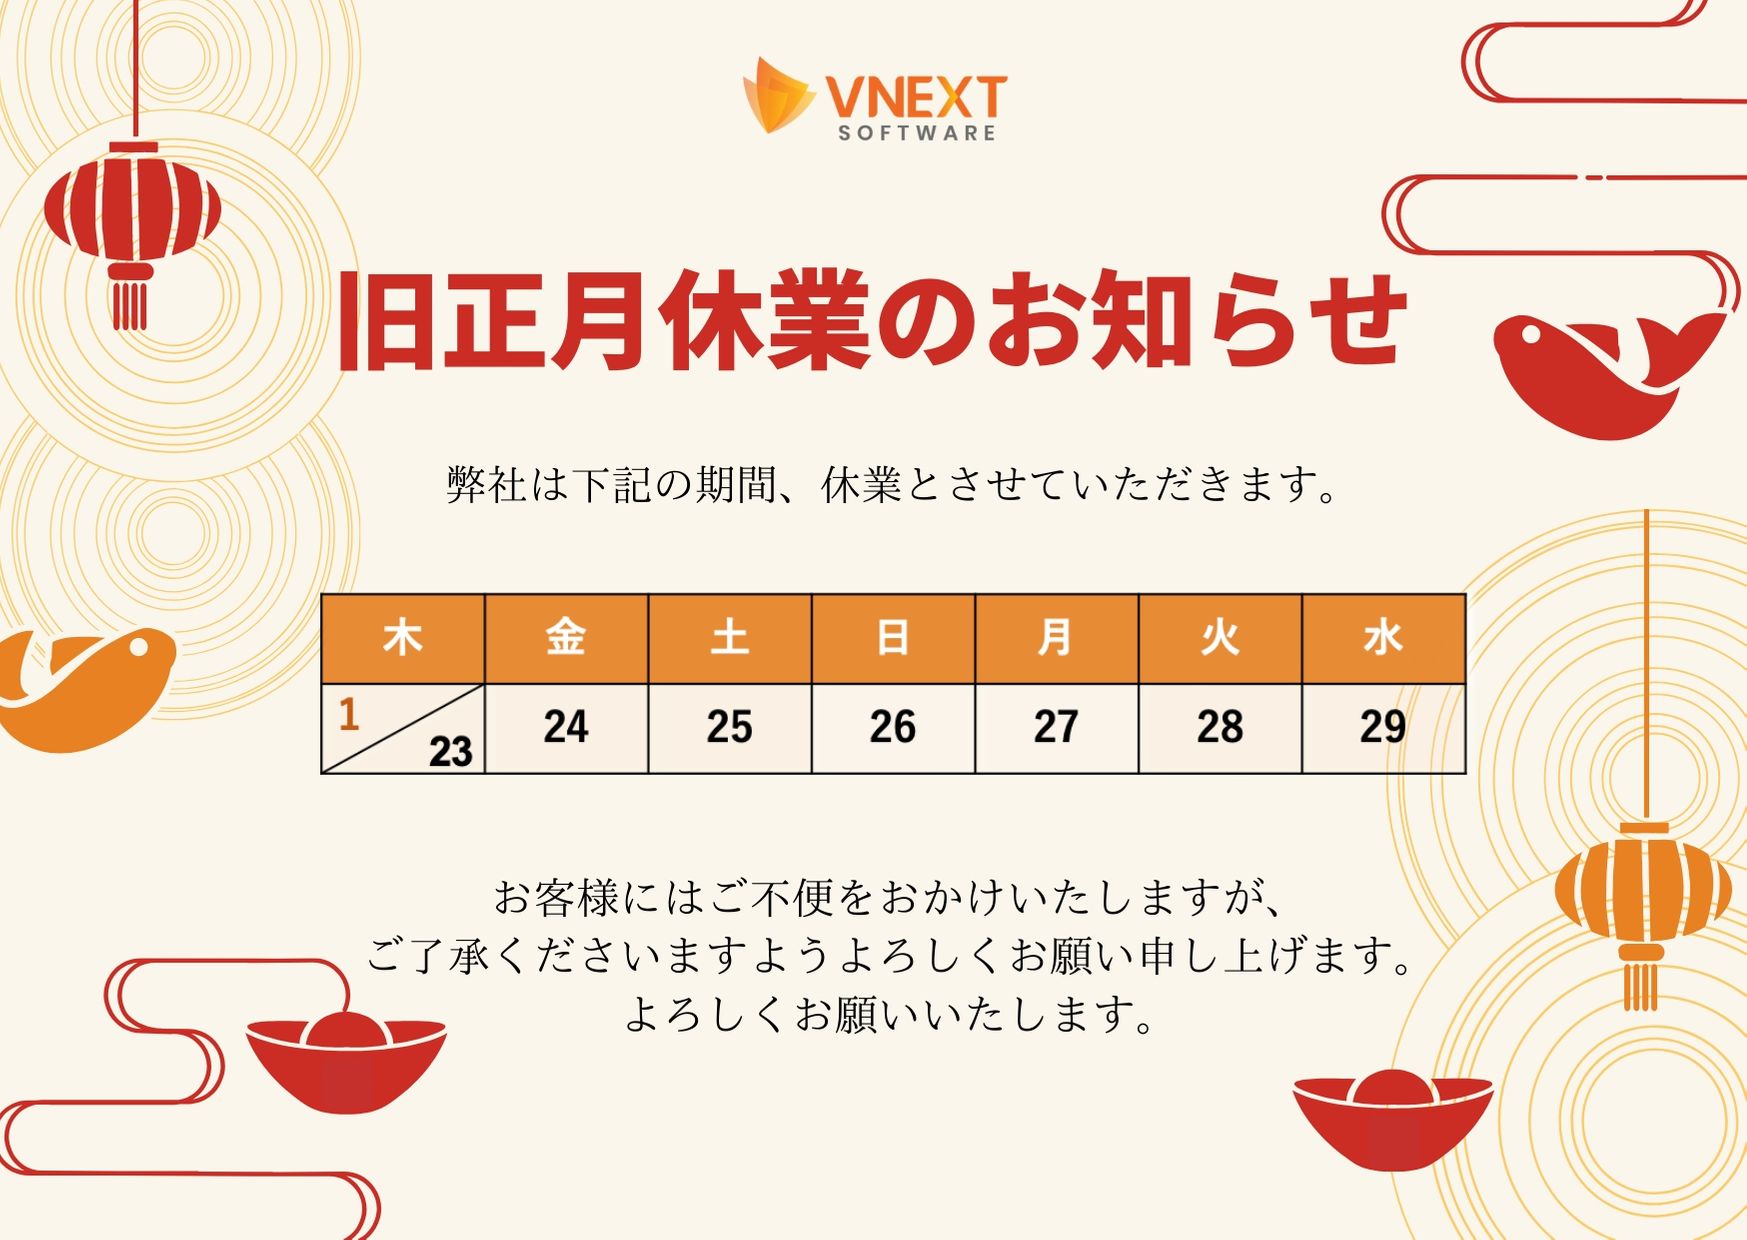 VNEXT
SOFTWARE
旧正月休業のお知らせ
弊社は下記の期間、休業とさせていただきます。
木 金 土 日 月 火 水
1/23 24 25 26 27 28 29
お客様にはご不便をおかけいたしますが、
ご了承くださいますようよろしくお願い申し上げます。
よろしくお願いいたします。